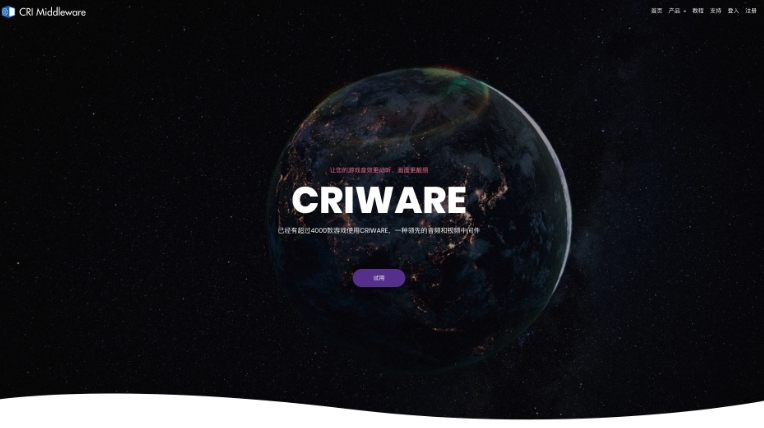 CRI Middleware
首页 产品 教程 支持 登入 注册
让您的游戏音效更动听，画面更靓丽
CRIWARE
已经有超过4000款游戏使用CRIWARE，一种领先的音频和视频中间件
试用